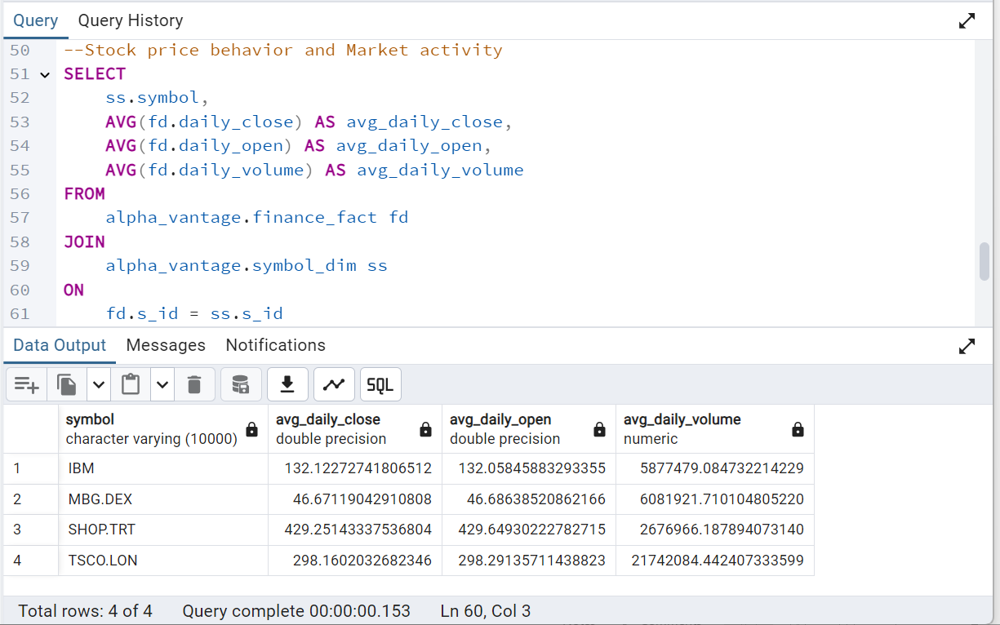 Query Query History
50 --Stock price behavior and Market activity
51 SELECT
52 ss.symbol,
53 AVG(fd.daily_close) AS avg_daily_close,
54 AVG(fd.daily_open) AS avg_daily_open,
55 AVG(fd.daily_volume) AS avg_daily_volume
56 FROM
57 alpha_vantage.finance_fact fd
58 JOIN
59 alpha_vantage.symbol_dim ss
60 ON
61 fd.s_id = ss.s_id
Data Output Messages Notifications
SQL
symbol avg_daily_close avg_daily_open avg_daily_volume
character varying (10000) double precision double precision numeric
1 IBM 132.12272741806512 132.05845883293355 5877479.084732214229
2 MBG.DEX 46.67119042910808 46.68638520862166 6081921.710104805220
3 SHOP.TRT 429.25143337536804 429.64930222782715 2676966.187894073140
4 TSCO.LON 298.1602032682346 298.29135711438823 21742084.442407333599
Total rows: 4 of 4 Query complete 00:00:00.153 Ln 60, Col 3